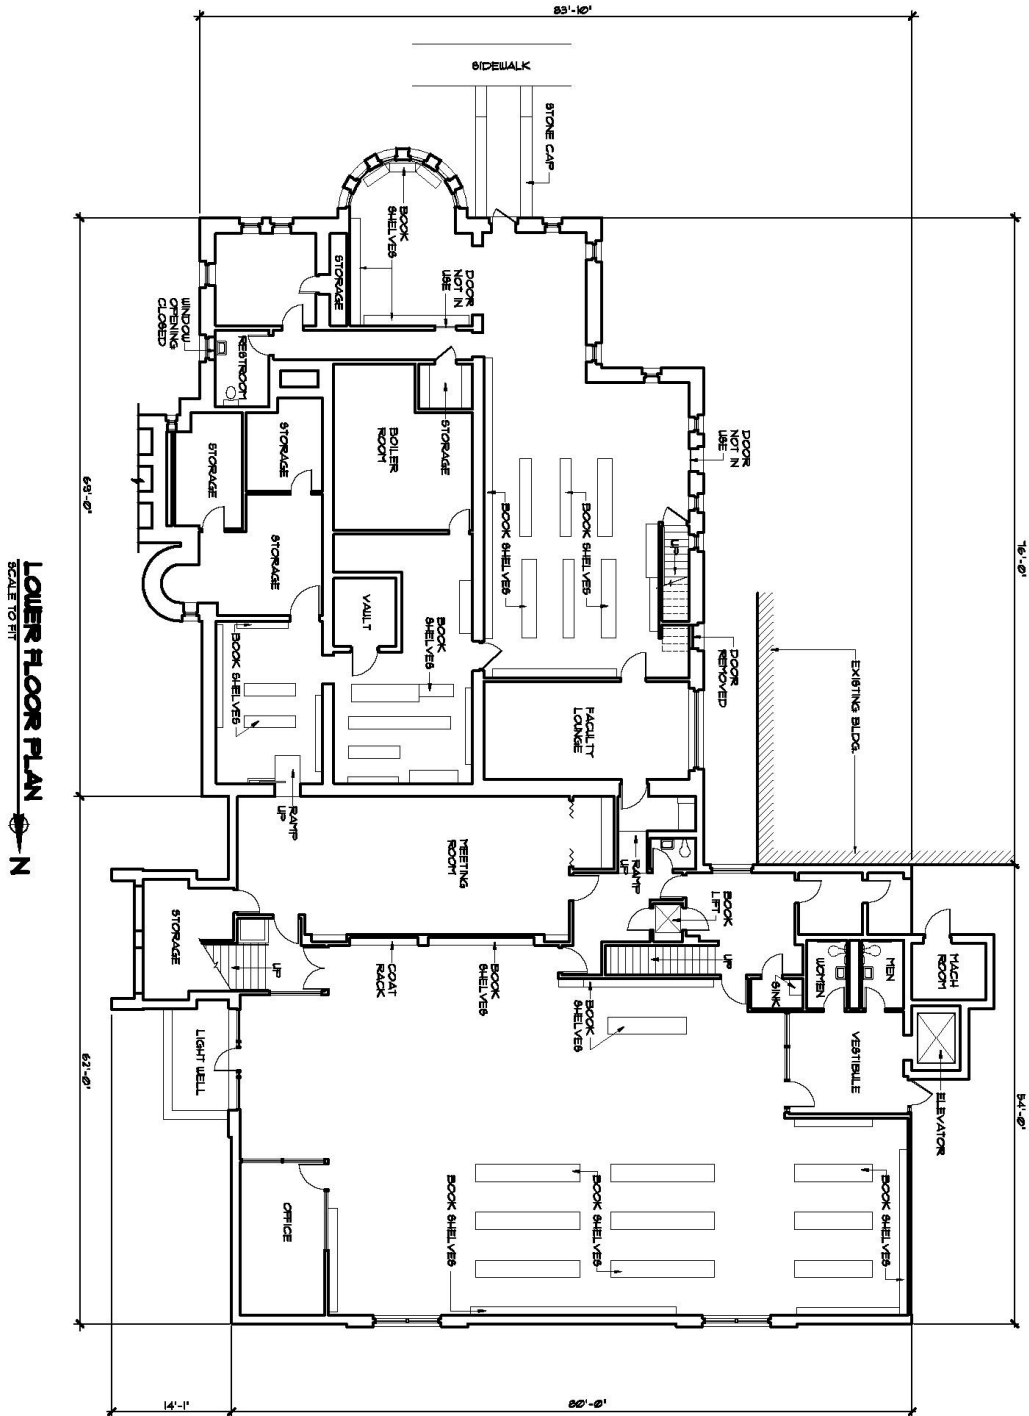 83'-10"
SIDEWALK
STONE CAP
BOOK
SHELVES
STORAGE
DOOR
NOT IN
USE
WINDOW
OPENING
CLOSED
RESTROOM
STORAGE
STORAGE
BOILER
ROOM
STORAGE
BOOK SHELVES
BOOK SHELVES
DOOR
NOT IN
USE
UP
DOOR
REMOVED
EXISTING BLDG.
76'-0"
STORAGE
VAULT
BOOK
SHELVES
BOOK SHELVES
FACULTY
LOUNGE
RAMP
UP
MEETING
ROOM
RAMP
UP
BOOK
LIFT
STORAGE
UP
COAT
RACK
BOOK
SHELVES
UP
BOOK
SHELVES
SINK
WOMEN
MEN
MACH
ROOM
VESTIBULE
ELEVATOR
LIGHT WELL
OFFICE
BOOK SHELVES
BOOK SHELVES
BOOK SHELVES
62'-0"
54'-0"
14'-1"
80'-0"
LOWER FLOOR PLAN
SCALE TO FIT
N